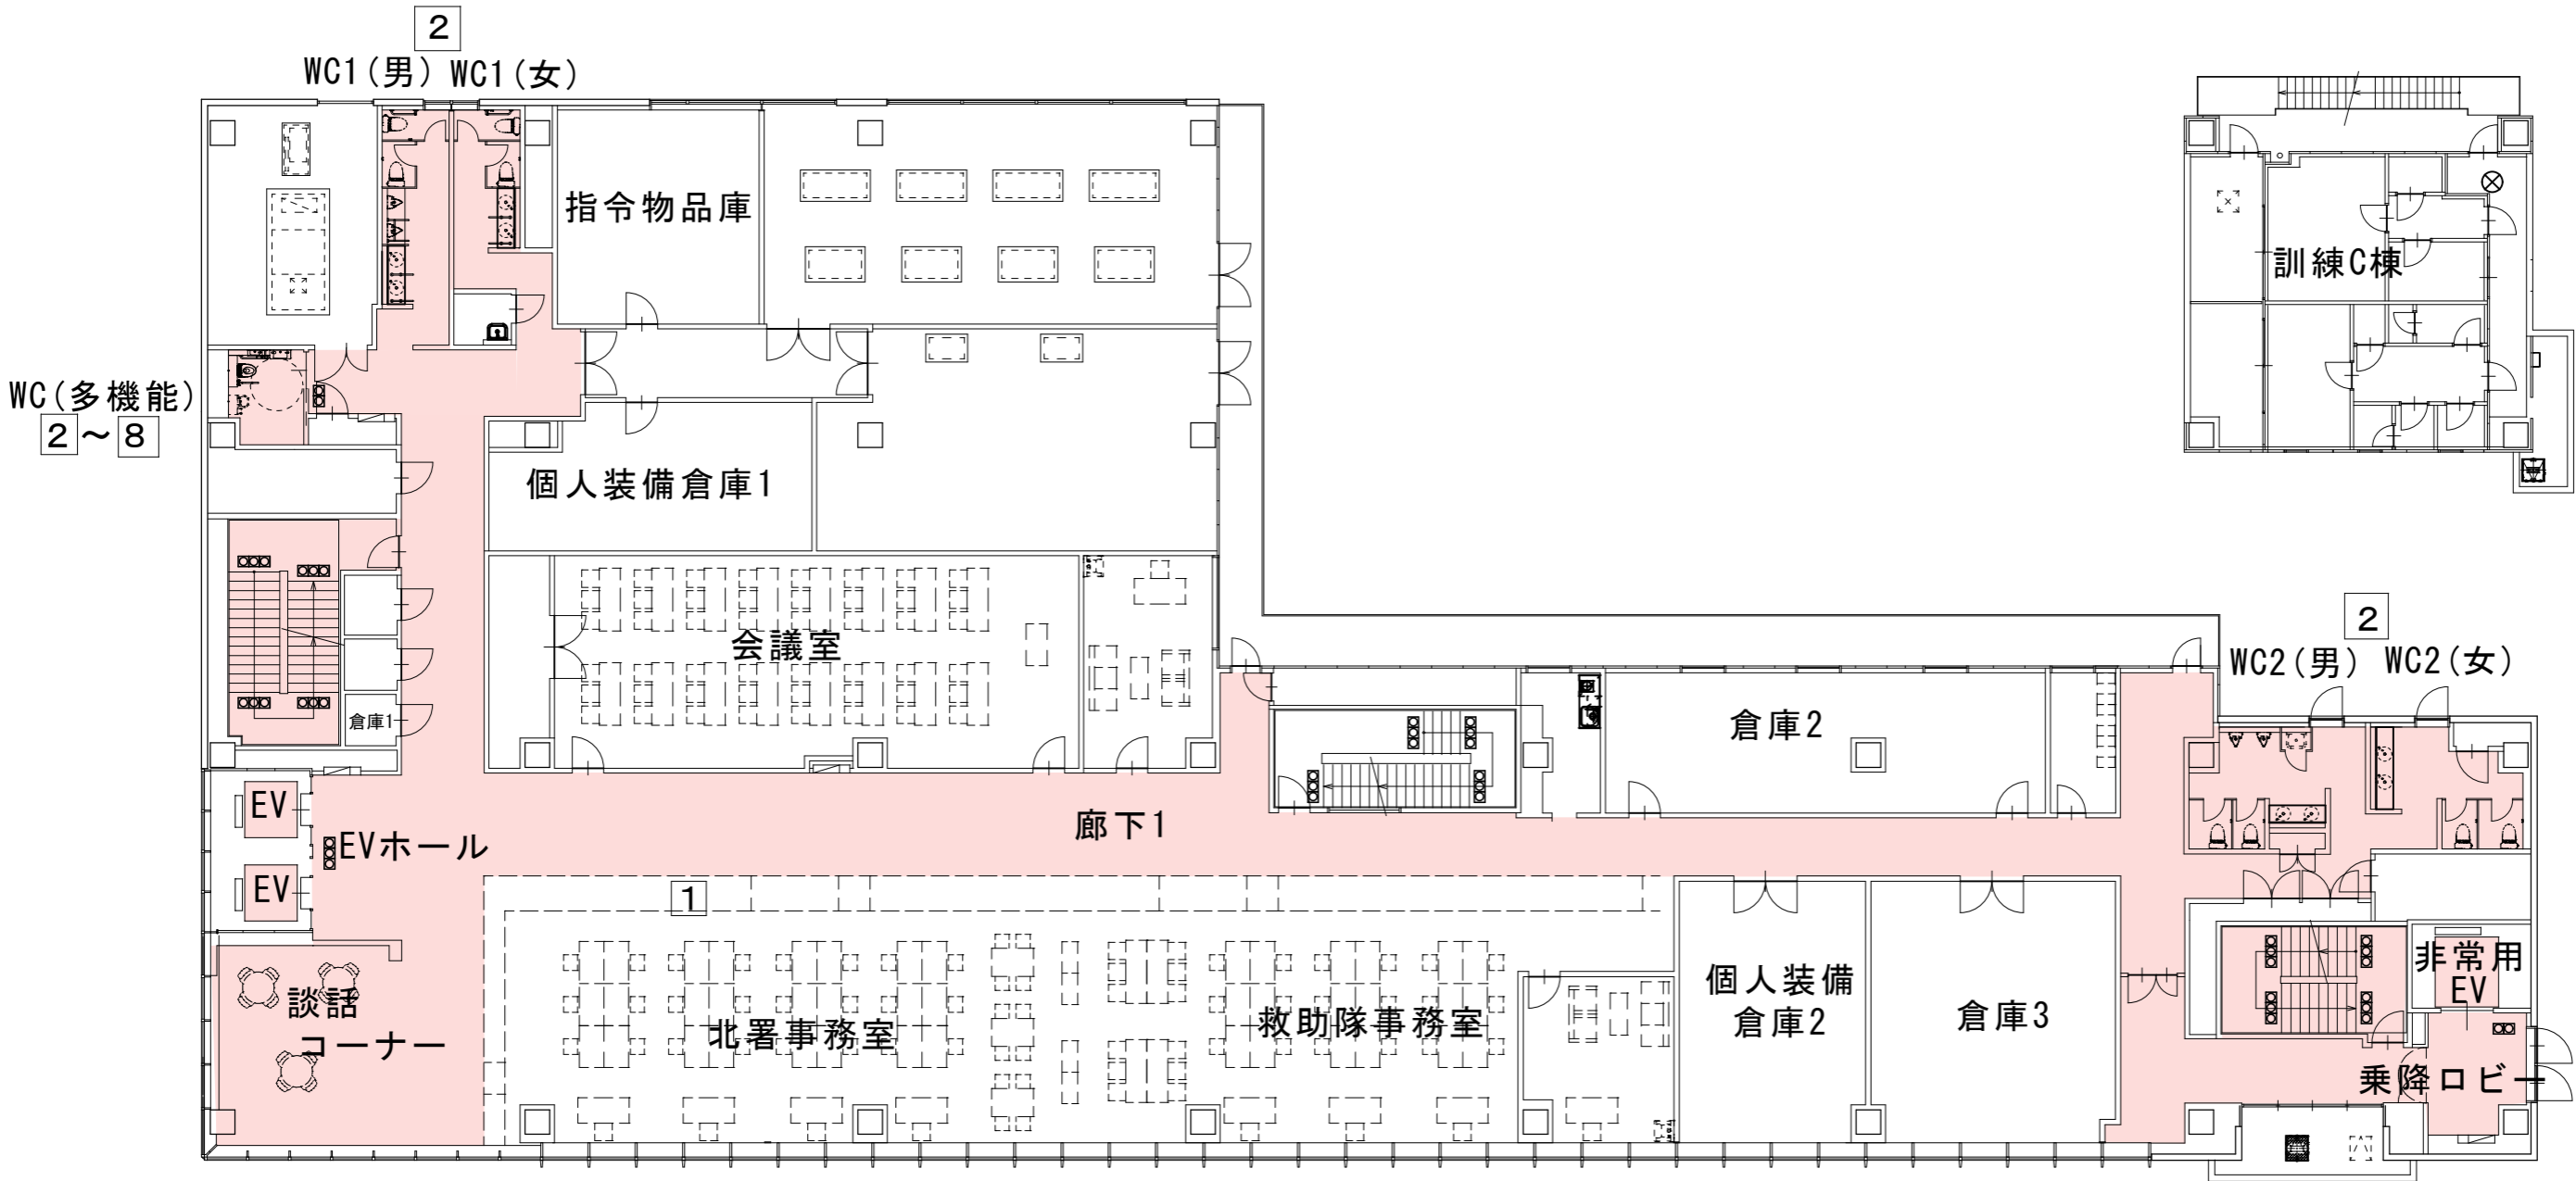 2
WC1(男) WC1(女)
指令物品庫
訓練C棟
WC(多機能)
2～8
個人装備倉庫1
会議室
倉庫1
倉庫2
2
WC2(男) WC2(女)
EV
EVホール
廊下1
EV
1
談話
コーナー
北署事務室
救助隊事務室
個人装備
倉庫2
倉庫3
非常用
EV
乗降ロビー